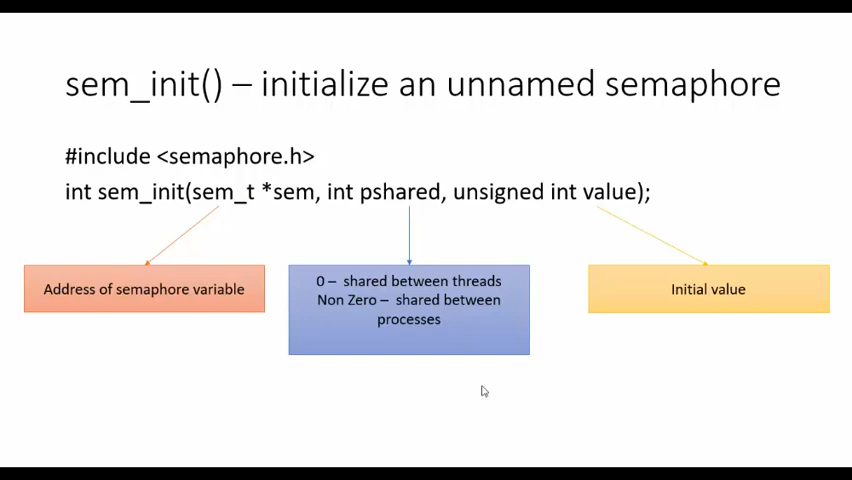 sem_init() – initialize an unnamed semaphore
#include <semaphore.h>
int sem_init(sem_t *sem, int pshared, unsigned int value);
Address of semaphore variable
0 – shared between threads
Non Zero – shared between
processes
Initial value